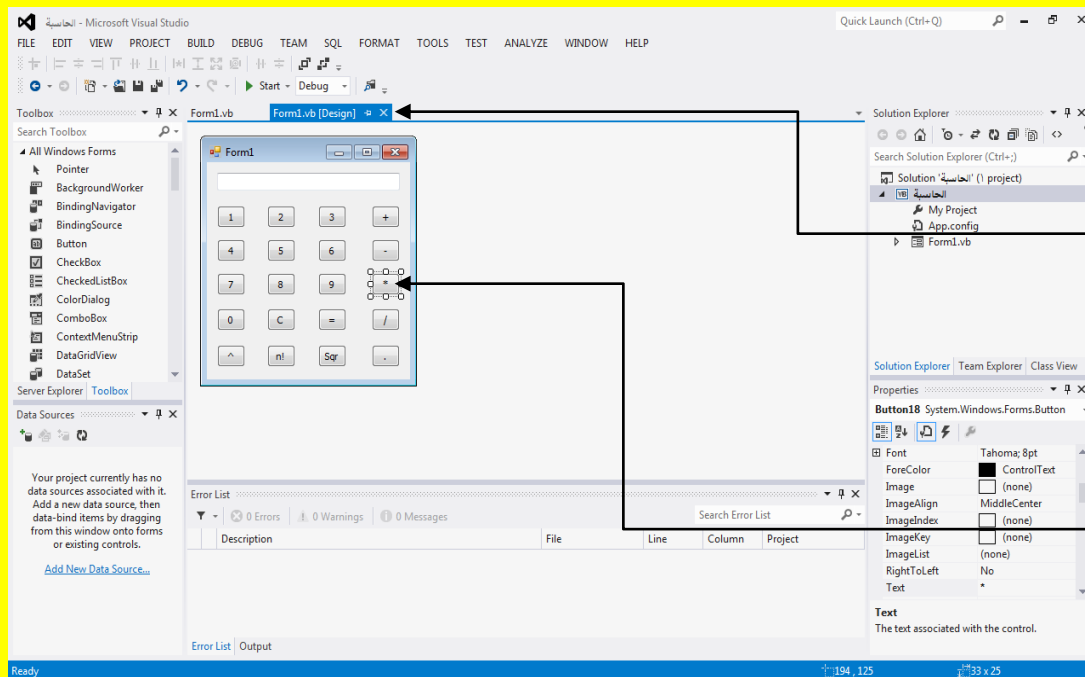 الحاسبة - Microsoft Visual Studio
Quick Launch (Ctrl+Q)
FILE EDIT VIEW PROJECT BUILD DEBUG TEAM SQL FORMAT TOOLS TEST ANALYZE WINDOW HELP
Start Debug
Toolbox
Search Toolbox
All Windows Forms
Pointer
BackgroundWorker
BindingNavigator
BindingSource
Button
CheckBox
CheckedListBox
ColorDialog
ComboBox
ContextMenuStrip
DataGridView
DataSet
Server Explorer Toolbox
Data Sources
Your project currently has no
data sources associated with it.
Add a new data source, then
data-bind items by dragging
from this window onto forms
or existing controls.
Add New Data Source...
Form1.vb Form1.vb [Design]
Form1
1 2 3 +
4 5 6 -
7 8 9 *
0 C = /
^ n! Sqr .
Error List
0 Errors 0 Warnings 0 Messages
Search Error List
Description File Line Column Project
Error List Output
Solution Explorer
Search Solution Explorer (Ctrl+;)
Solution 'الحاسبة' (١ project)
VB الحاسبة
My Project
App.config
Form1.vb
Solution Explorer Team Explorer Class View
Properties
Button18 System.Windows.Forms.Button
Font Tahoma; 8pt
ForeColor ControlText
Image (none)
ImageAlign MiddleCenter
ImageIndex (none)
ImageKey (none)
ImageList (none)
RightToLeft No
Text *
Text
The text associated with the control.
Ready 194 , 125 33 x 25